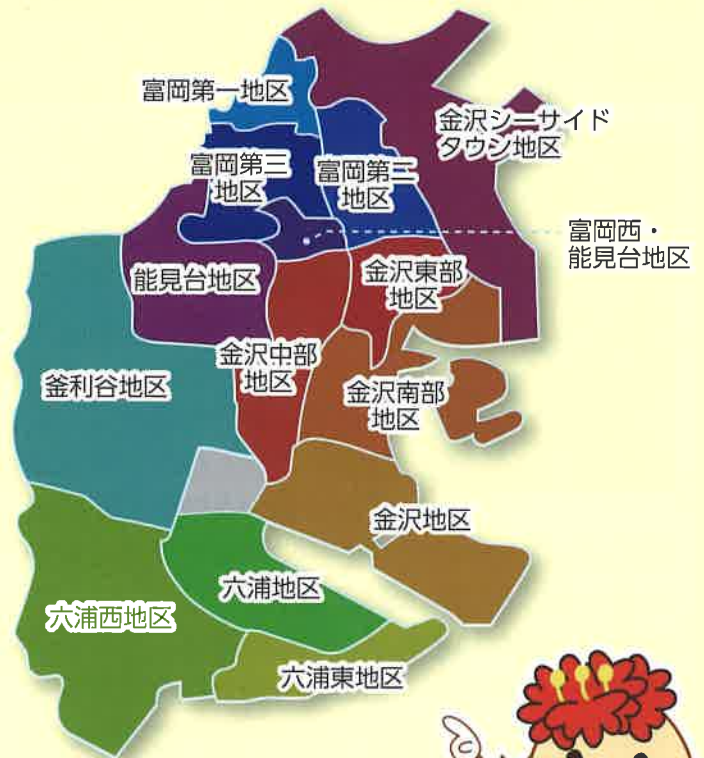 富岡第一地区
金沢シーサイド
タウン地区
富岡第三
地区
富岡第二
地区
富岡西・
能見台地区
能見台地区
金沢東部
地区
金沢中部
地区
釜利谷地区
金沢南部
地区
金沢地区
六浦地区
六浦西地区
六浦東地区